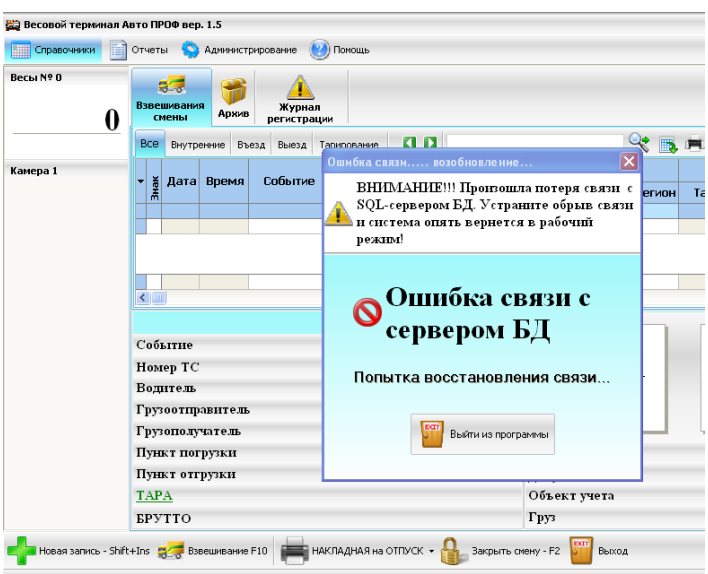 Весовой терминал Авто ПРОФ вер. 1.5
Справочники Отчеты Администрирование Помощь
Весы № 0
0
Камера 1
Взвешивания смены
Архив
Журнал регистрации
Все Внутренние Въезд Выезд Тарирование
Знак Дата Время Событие
Ошибка связи..... возобновление...
ВНИМАНИЕ!!! Произошла потеря связи с
SQL-сервером БД. Устраните обрыв связи
и система опять вернется в рабочий
режим!
Ошибка связи с
сервером БД
Попытка восстановления связи...
EXIT Выйти из программы
Событие
Номер ТС
Водитель
Грузоотправитель
Грузополучатель
Пункт погрузки
Пункт отгрузки
ТАРА Объект учета
БРУТТО Груз
Новая запись - Shift+Ins Взвешивание F10 НАКЛАДНАЯ на ОТПУСК Закрыть смену - F2 EXIT Выход